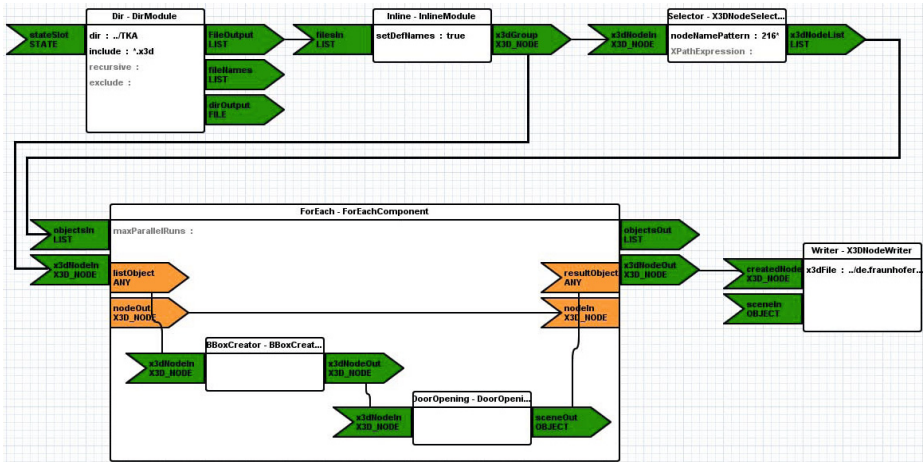 Dir - DirModule
stateSlot
STATE
dir : ../TKA
include : *.x3d
recursive :
exclude :
FileOutput
LIST
fileNames
LIST
dirOutput
FILE
filesIn
LIST
Inline - InlineModule
setDefNames : true
x3dGroup
X3D_NODE
x3dNodeIn
X3D_NODE
Selector - X3DNodeSelect...
nodeNamePattern : 216*
XPathExpression :
x3dNodeList
LIST
ForEach - ForEachComponent
objectsIn
LIST
maxParallelRuns :
x3dNodeIn
X3D_NODE
listObject
ANY
nodeOut
X3D_NODE
objectsOut
LIST
resultObject
ANY
x3dNodeOut
X3D_NODE
nodeIn
X3D_NODE
x3dNodeIn
X3D_NODE
BBoxCreator - BBoxCreat...
x3dNodeOut
X3D_NODE
x3dNodeIn
X3D_NODE
DoorOpening - DoorOpeni...
sceneOut
OBJECT
Writer - X3DNodeWriter
createdNode
X3D_NODE
x3dFile : ../de.fraunhofer...
sceneIn
OBJECT